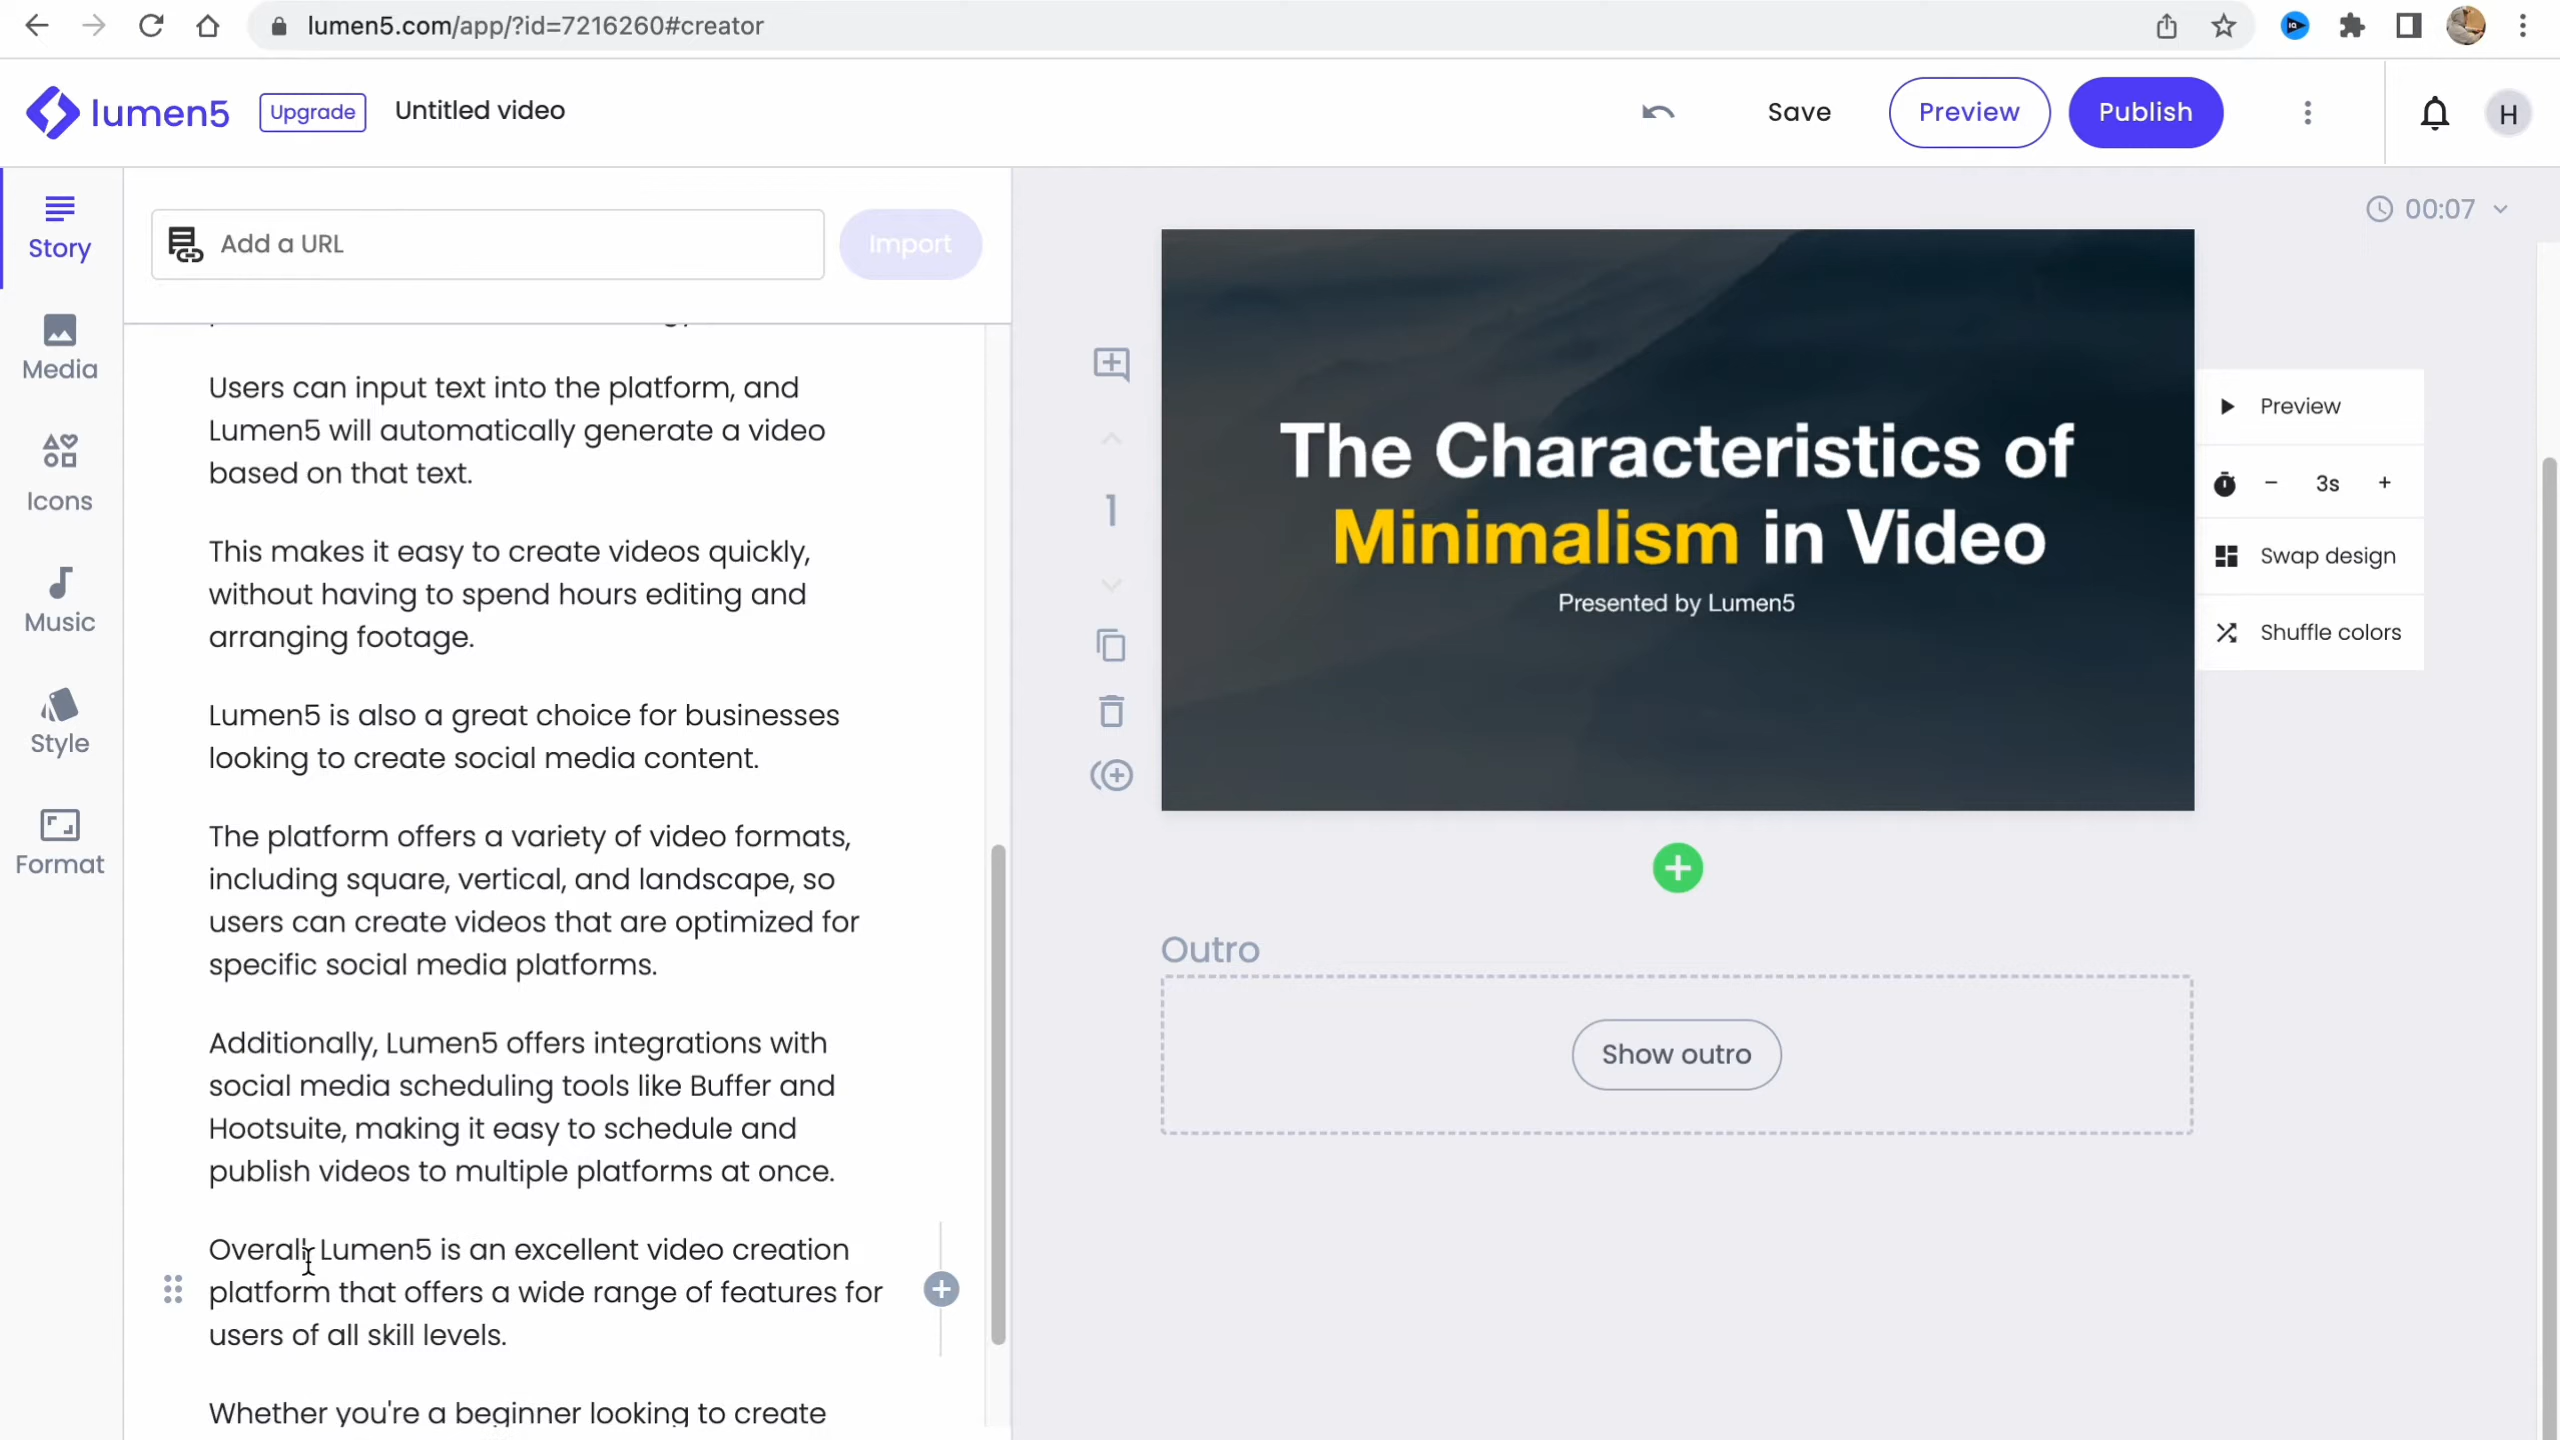 lumen5.com/app/?id=7216260#creator
lumen5
Upgrade
Untitled video
Save
Preview
Publish
H
Story
Media
Icons
Music
Style
Format
Add a URL
Import
Users can input text into the platform, and
Lumen5 will automatically generate a video
based on that text.
This makes it easy to create videos quickly,
without having to spend hours editing and
arranging footage.
Lumen5 is also a great choice for businesses
looking to create social media content.
The platform offers a variety of video formats,
including square, vertical, and landscape, so
users can create videos that are optimized for
specific social media platforms.
Additionally, Lumen5 offers integrations with
social media scheduling tools like Buffer and
Hootsuite, making it easy to schedule and
publish videos to multiple platforms at once.
Overall, Lumen5 is an excellent video creation
platform that offers a wide range of features for
users of all skill levels.
Whether you're a beginner looking to create
00:07
1
The Characteristics of
Minimalism in Video
Presented by Lumen5
Preview
− 3s +
Swap design
Shuffle colors
Outro
Show outro